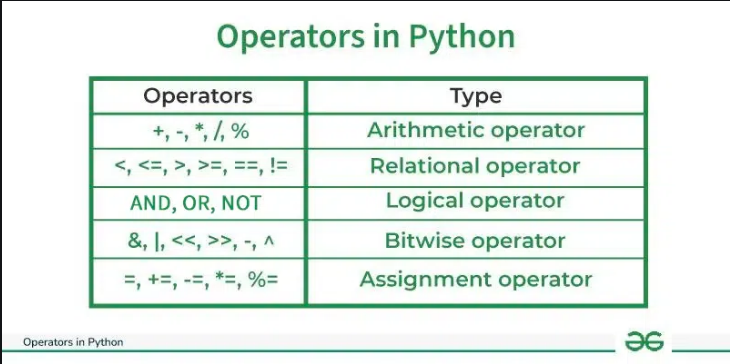 Operators in Python
Operators Type
+, -, *, /, % Arithmetic operator
<, <=, >, >=, ==, != Relational operator
AND, OR, NOT Logical operator
&, |, <<, >>, -, ^ Bitwise operator
=, +=, -=, *=, %= Assignment operator
Operators in Python